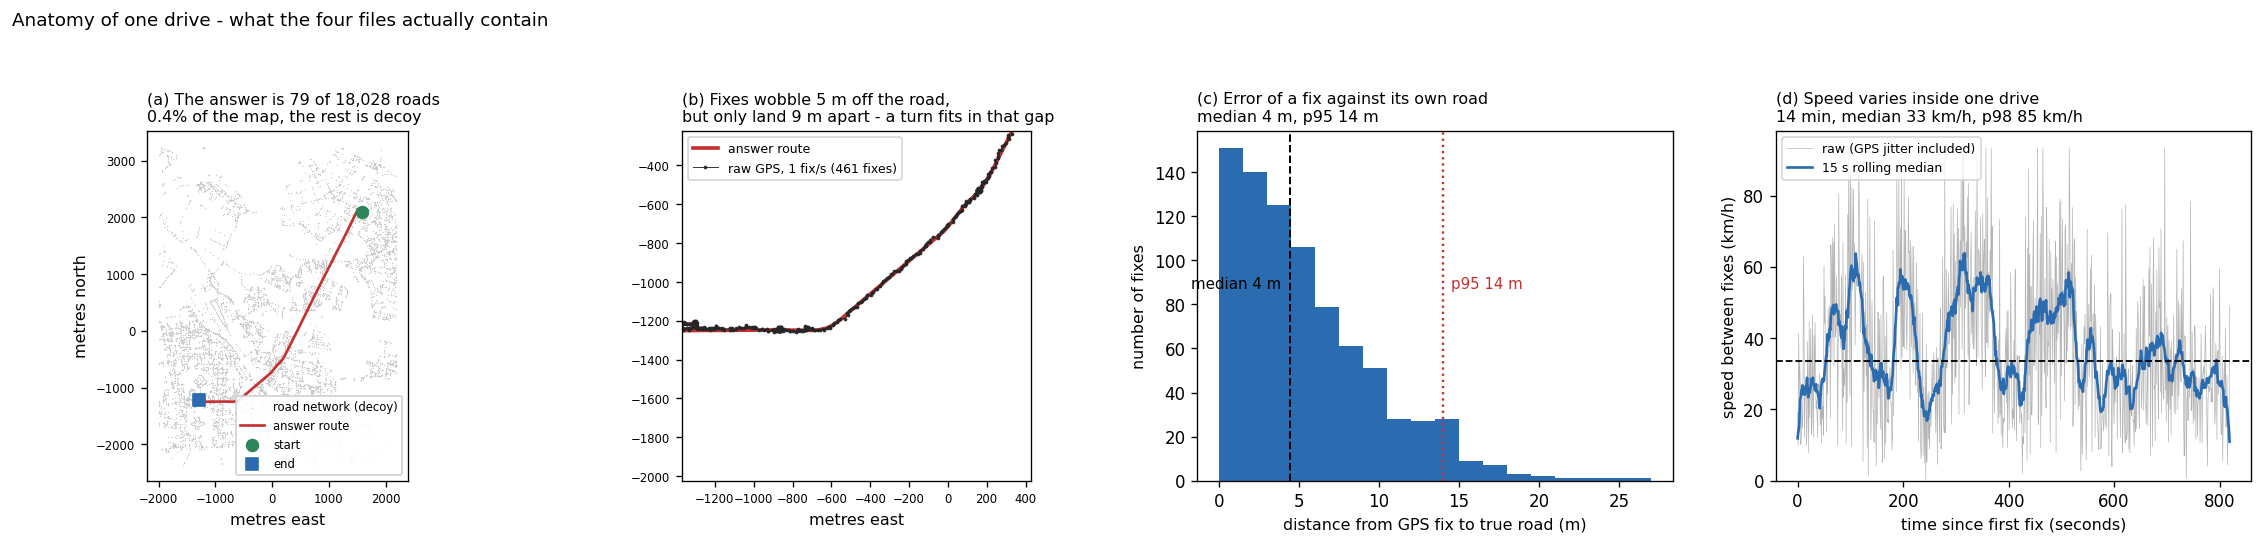 Anatomy of one drive - what the four files actually contain
(a) The answer is 79 of 18,028 roads
0.4% of the map, the rest is decoy
metres north
3000
2000
1000
0
−1000
−2000
road network (decoy)
answer route
start
end
−2000
−1000
0
1000
2000
metres east
(b) Fixes wobble 5 m off the road,
but only land 9 m apart - a turn fits in that gap
answer route
raw GPS, 1 fix/s (461 fixes)
−400
−600
−800
−1000
−1200
−1400
−1600
−1800
−2000
−1200
−1000
−800
−600
−400
−200
0
200
400
metres east
(c) Error of a fix against its own road
median 4 m, p95 14 m
number of fixes
140
120
100
80
60
40
20
0
median 4 m
p95 14 m
0
5
10
15
20
25
distance from GPS fix to true road (m)
(d) Speed varies inside one drive
14 min, median 33 km/h, p98 85 km/h
raw (GPS jitter included)
15 s rolling median
speed between fixes (km/h)
80
60
40
20
0
0
200
400
600
800
time since first fix (seconds)